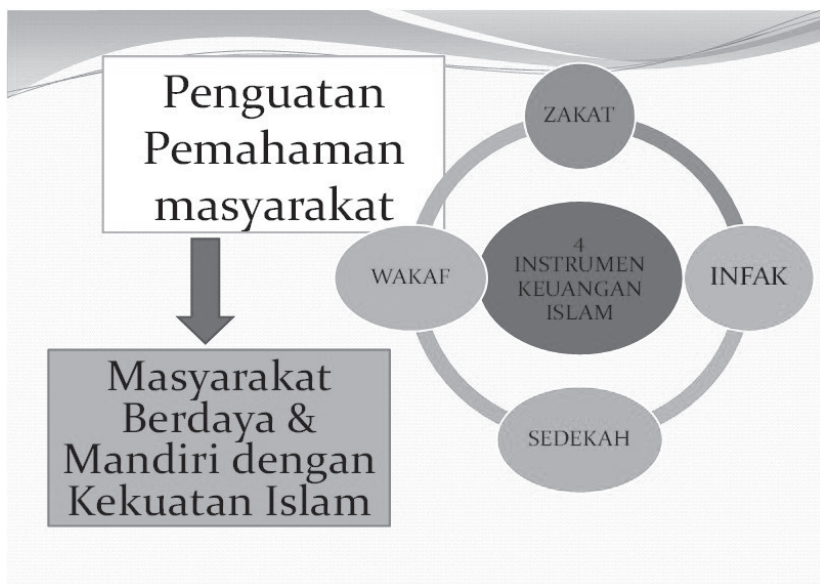 Penguatan
Pemahaman
masyarakat
Masyarakat
Berdaya &
Mandiri dengan
Kekuatan Islam
ZAKAT
WAKAF
4
INSTRUMEN
KEUANGAN
ISLAM
INFAK
SEDEKAH